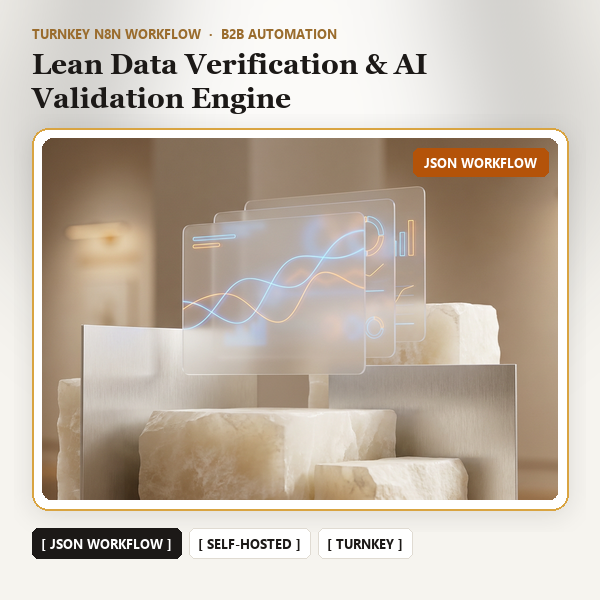 TURNKEY N8N WORKFLOW · B2B AUTOMATION
Lean Data Verification & AI
Validation Engine
JSON WORKFLOW
[ JSON WORKFLOW ]
[ SELF-HOSTED ]
[ TURNKEY ]